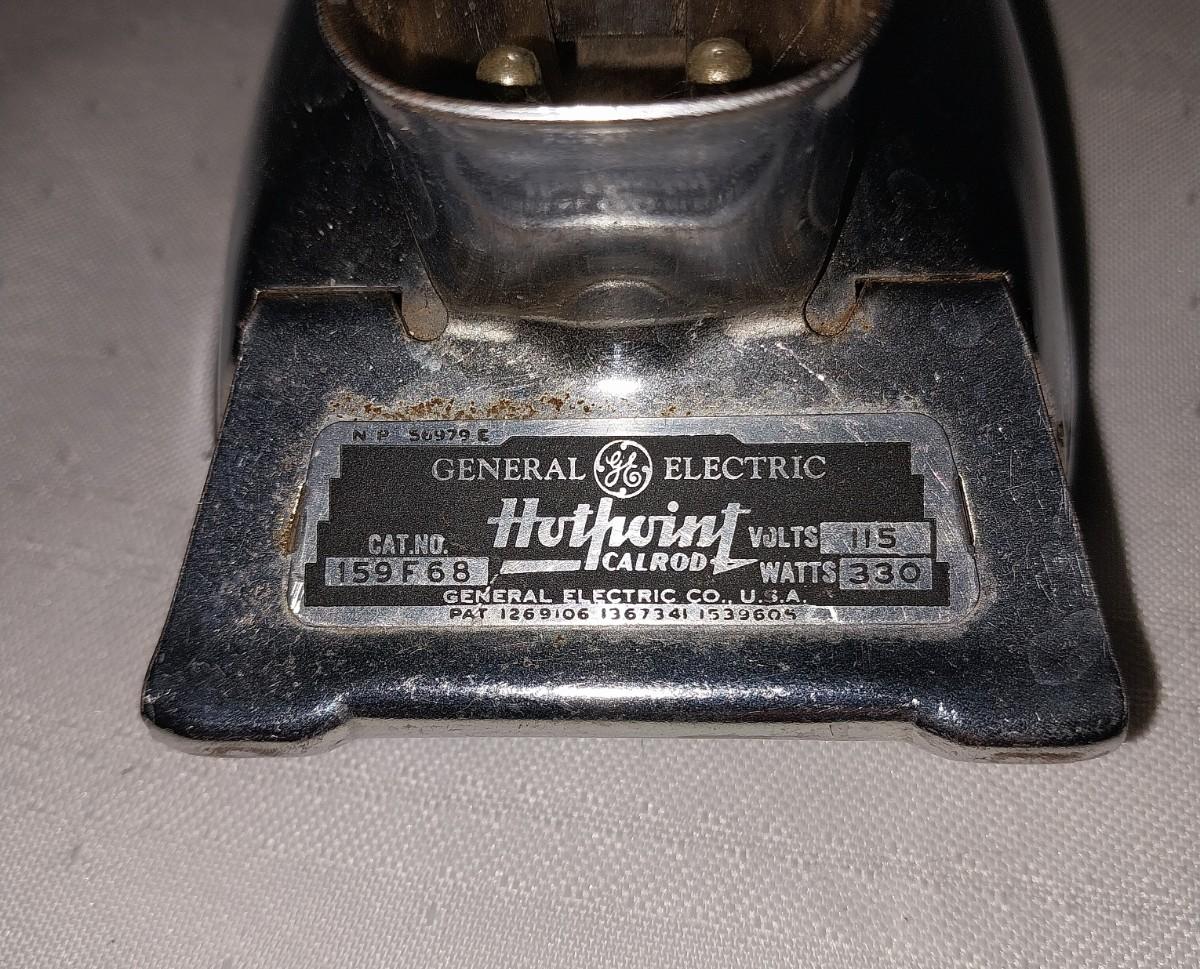 N P 56979 E
GENERAL GE ELECTRIC
Hotpoint
CALROD
CAT.NO.
159F68
VOLTS 115
WATTS 330
GENERAL ELECTRIC CO., U.S.A.
PAT 1269106 1367341 1539605